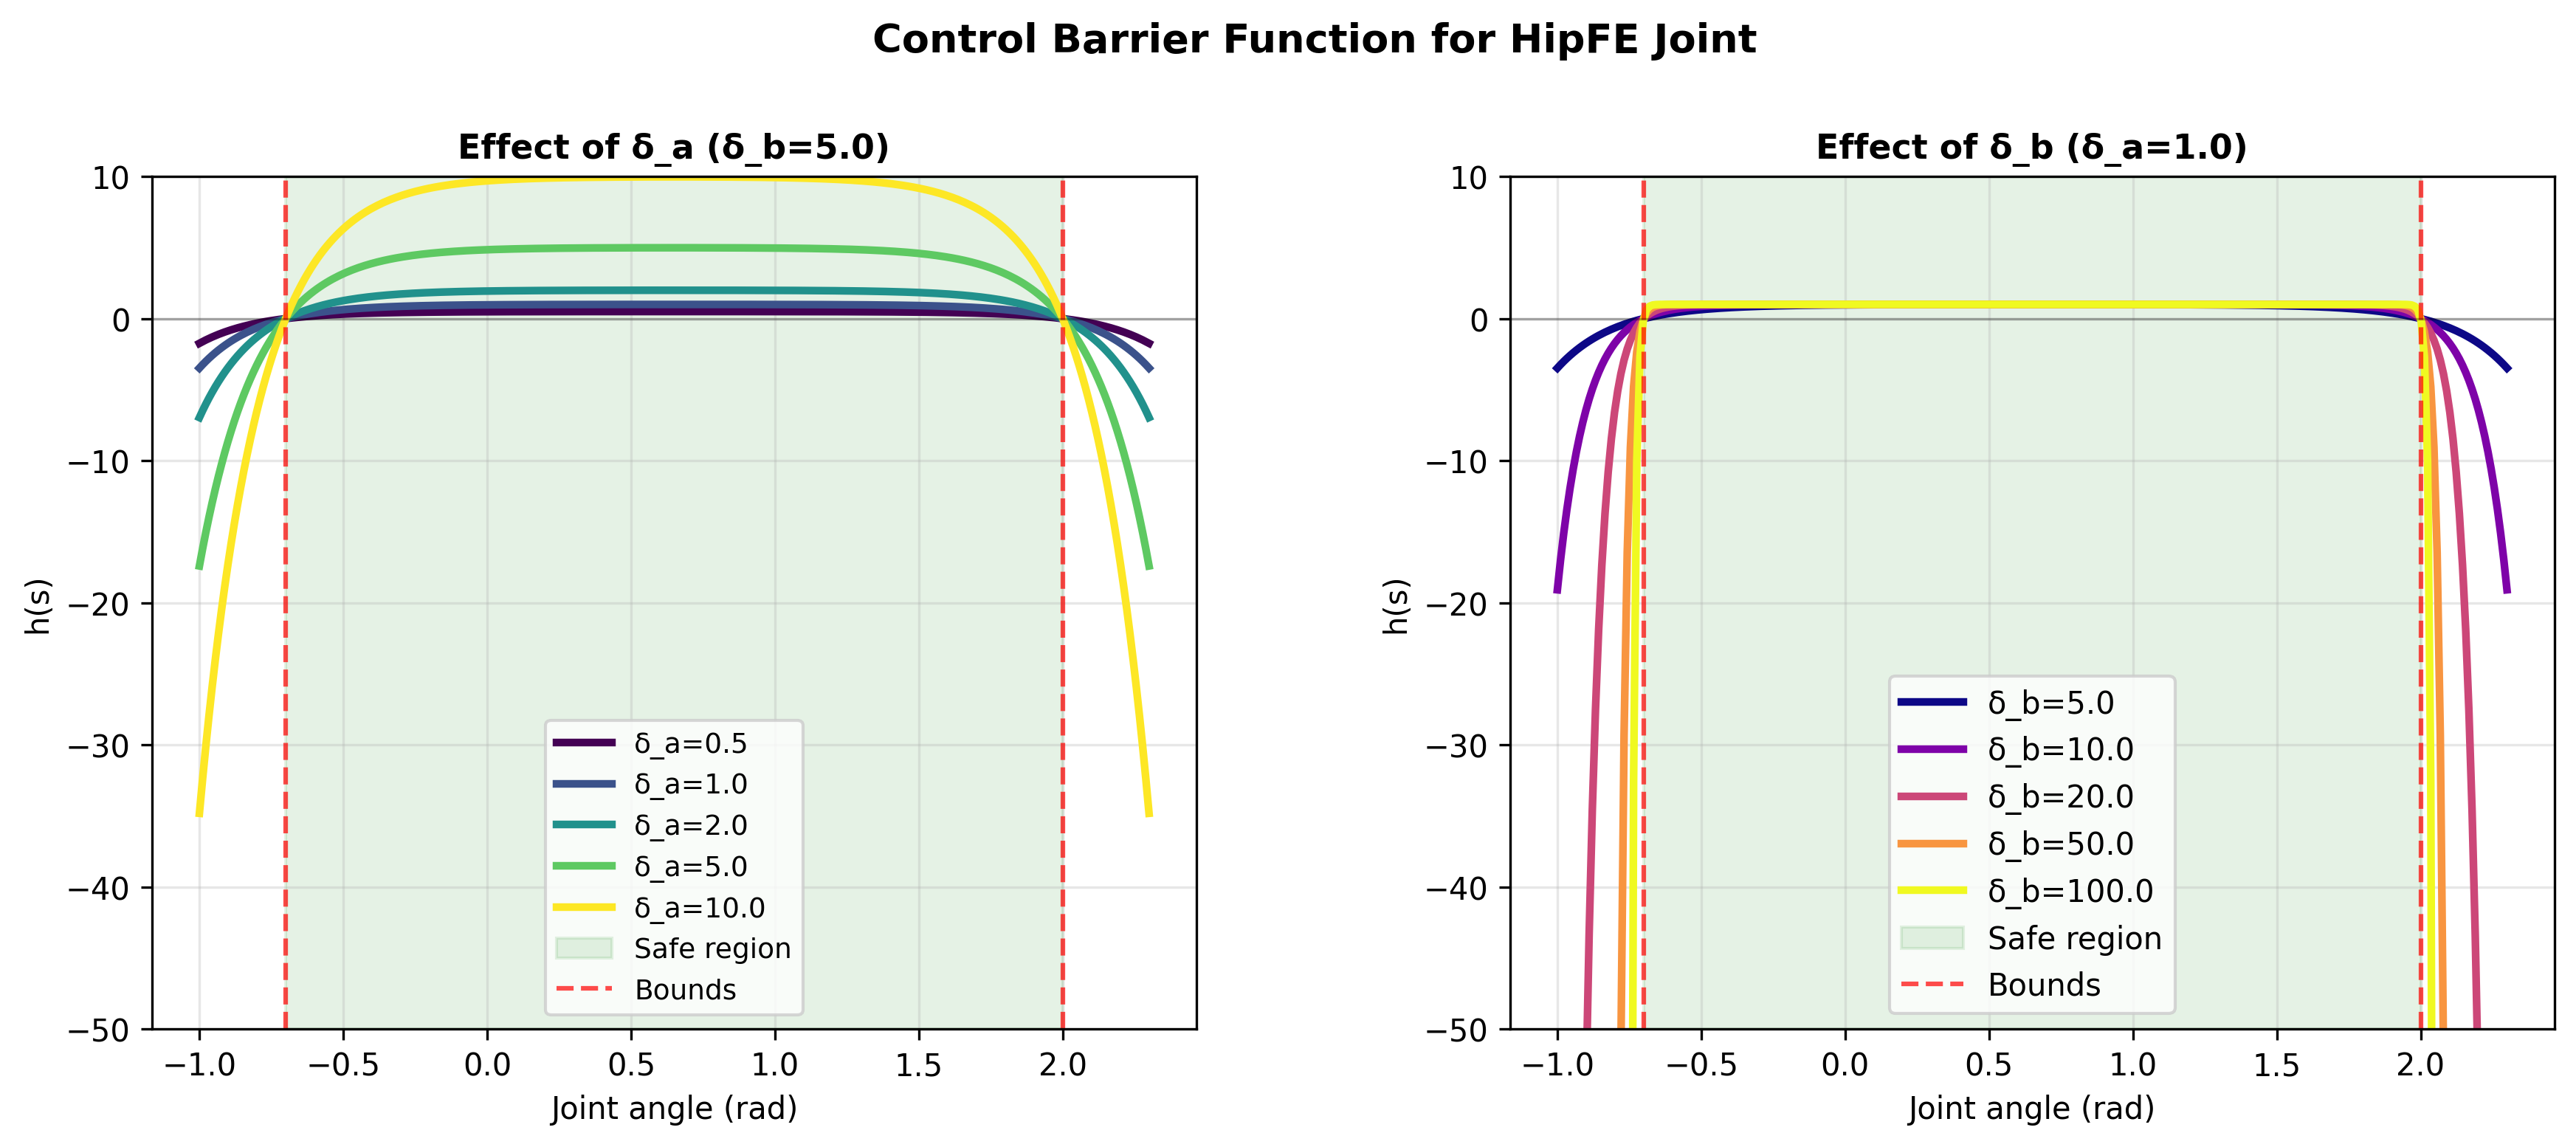 Control Barrier Function for HipFE Joint
Effect of δ_a (δ_b=5.0)
10
0
−10
−20
−30
−40
−50
h(s)
δ_a=0.5
δ_a=1.0
δ_a=2.0
δ_a=5.0
δ_a=10.0
Safe region
Bounds
−1.0 −0.5 0.0 0.5 1.0 1.5 2.0
Joint angle (rad)
Effect of δ_b (δ_a=1.0)
10
0
−10
−20
−30
−40
−50
h(s)
δ_b=5.0
δ_b=10.0
δ_b=20.0
δ_b=50.0
δ_b=100.0
Safe region
Bounds
−1.0 −0.5 0.0 0.5 1.0 1.5 2.0
Joint angle (rad)